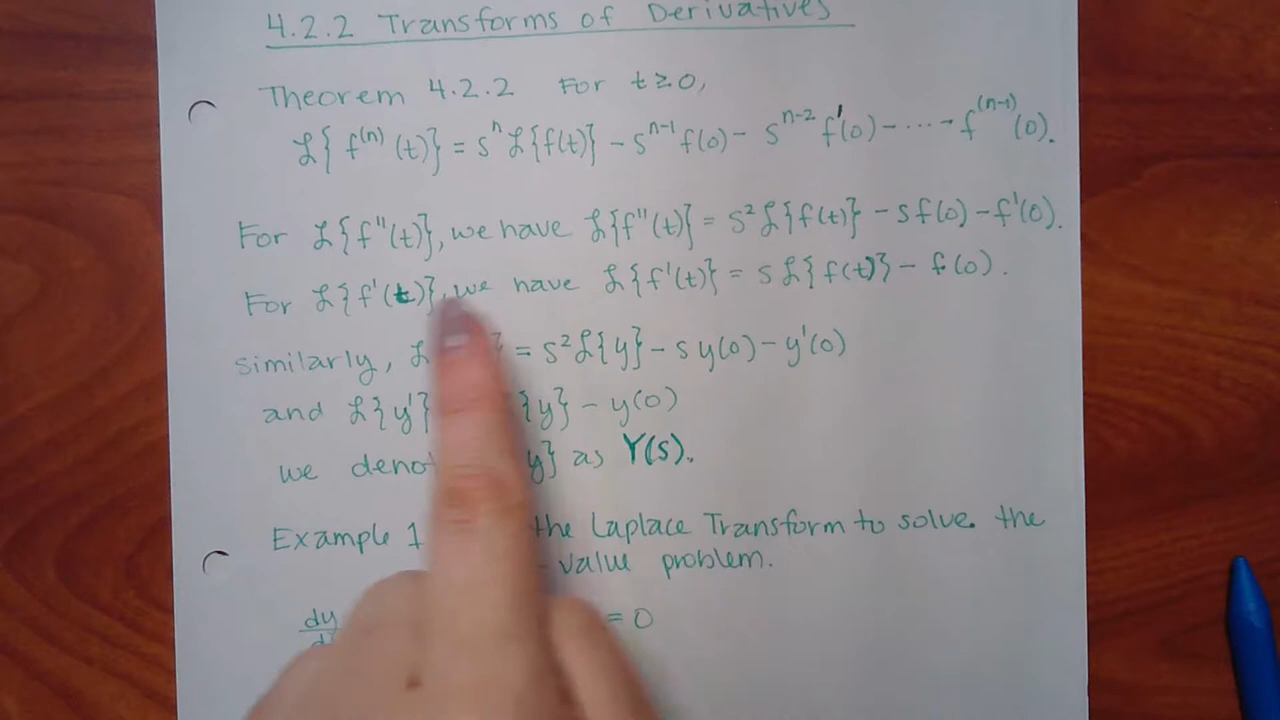 4.2.2 Transforms of Derivatives
Theorem 4.2.2 For t ≥ 0,
ℒ{f⁽ⁿ⁾(t)} = sⁿℒ{f(t)} - sⁿ⁻¹f(0) - sⁿ⁻²f'(0) - ... - f⁽ⁿ⁻¹⁾(0).
For ℒ{f"(t)}, we have ℒ{f"(t)} = s²ℒ{f(t)} - sf(0) - f'(0).
For ℒ{f'(t)}, we have ℒ{f'(t)} = sℒ{f(t)} - f(0).
similarly, ℒ } = s²ℒ{y} - sy(0) - y'(0)
and ℒ{y'} {y} - y(0)
we y} as Y(s).
Example 1 the Laplace Transform to solve the
-value problem.
dy = 0